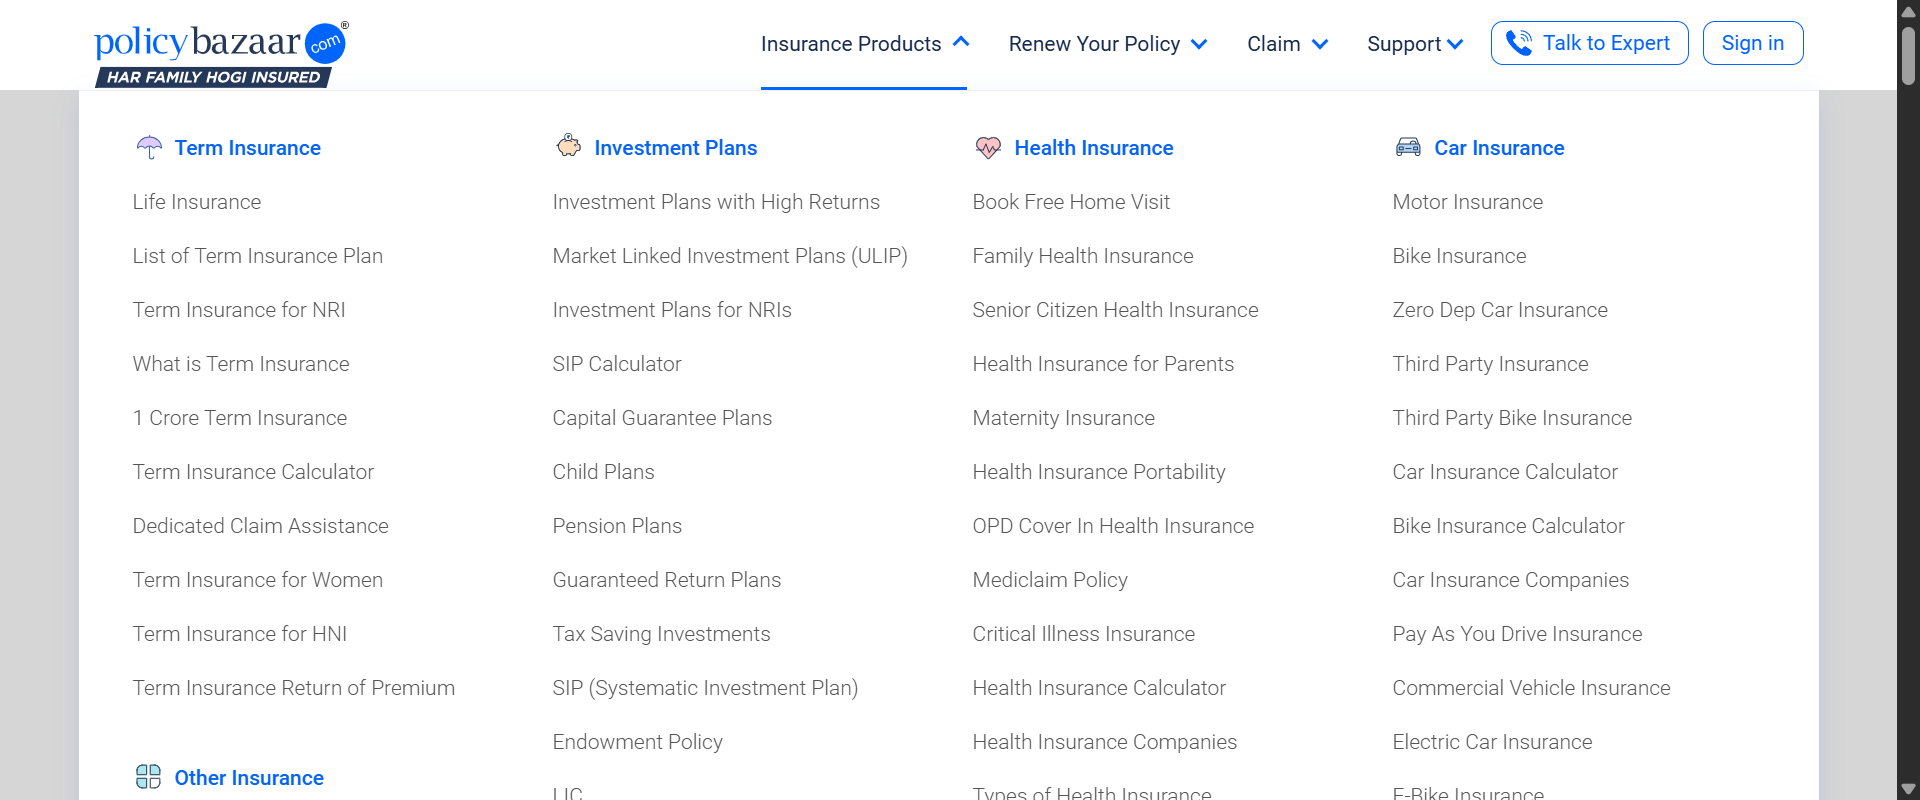 policybazaar.com®
HAR FAMILY HOGI INSURED
Insurance Products
Renew Your Policy
Claim
Support
Talk to Expert
Sign in
Term Insurance
Life Insurance
List of Term Insurance Plan
Term Insurance for NRI
What is Term Insurance
1 Crore Term Insurance
Term Insurance Calculator
Dedicated Claim Assistance
Term Insurance for Women
Term Insurance for HNI
Term Insurance Return of Premium
Other Insurance
Investment Plans
Investment Plans with High Returns
Market Linked Investment Plans (ULIP)
Investment Plans for NRIs
SIP Calculator
Capital Guarantee Plans
Child Plans
Pension Plans
Guaranteed Return Plans
Tax Saving Investments
SIP (Systematic Investment Plan)
Endowment Policy
LIC
Health Insurance
Book Free Home Visit
Family Health Insurance
Senior Citizen Health Insurance
Health Insurance for Parents
Maternity Insurance
Health Insurance Portability
OPD Cover In Health Insurance
Mediclaim Policy
Critical Illness Insurance
Health Insurance Calculator
Health Insurance Companies
Types of Health Insurance
Car Insurance
Motor Insurance
Bike Insurance
Zero Dep Car Insurance
Third Party Insurance
Third Party Bike Insurance
Car Insurance Calculator
Bike Insurance Calculator
Car Insurance Companies
Pay As You Drive Insurance
Commercial Vehicle Insurance
Electric Car Insurance
E-Bike Insurance